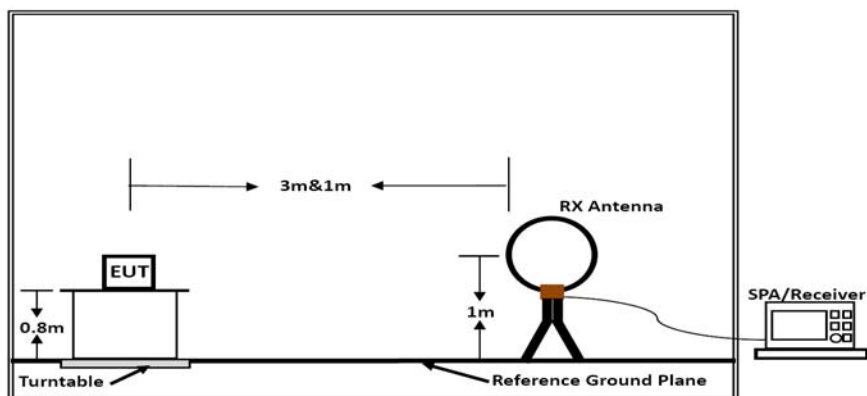 3m&1m
RX Antenna
EUT
SPA/Receiver
1m
0.8m
Turntable
Reference Ground Plane